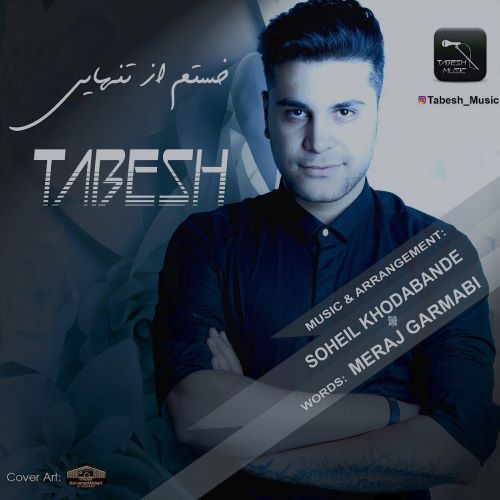 خستم از تنهایی
TABESH
TABESH
MUSIC
Tabesh_Music
MUSIC & ARRANGEMENT:
SOHEIL KHODABANDE
WORDS: MERAJ GARMABI
Cover Art: